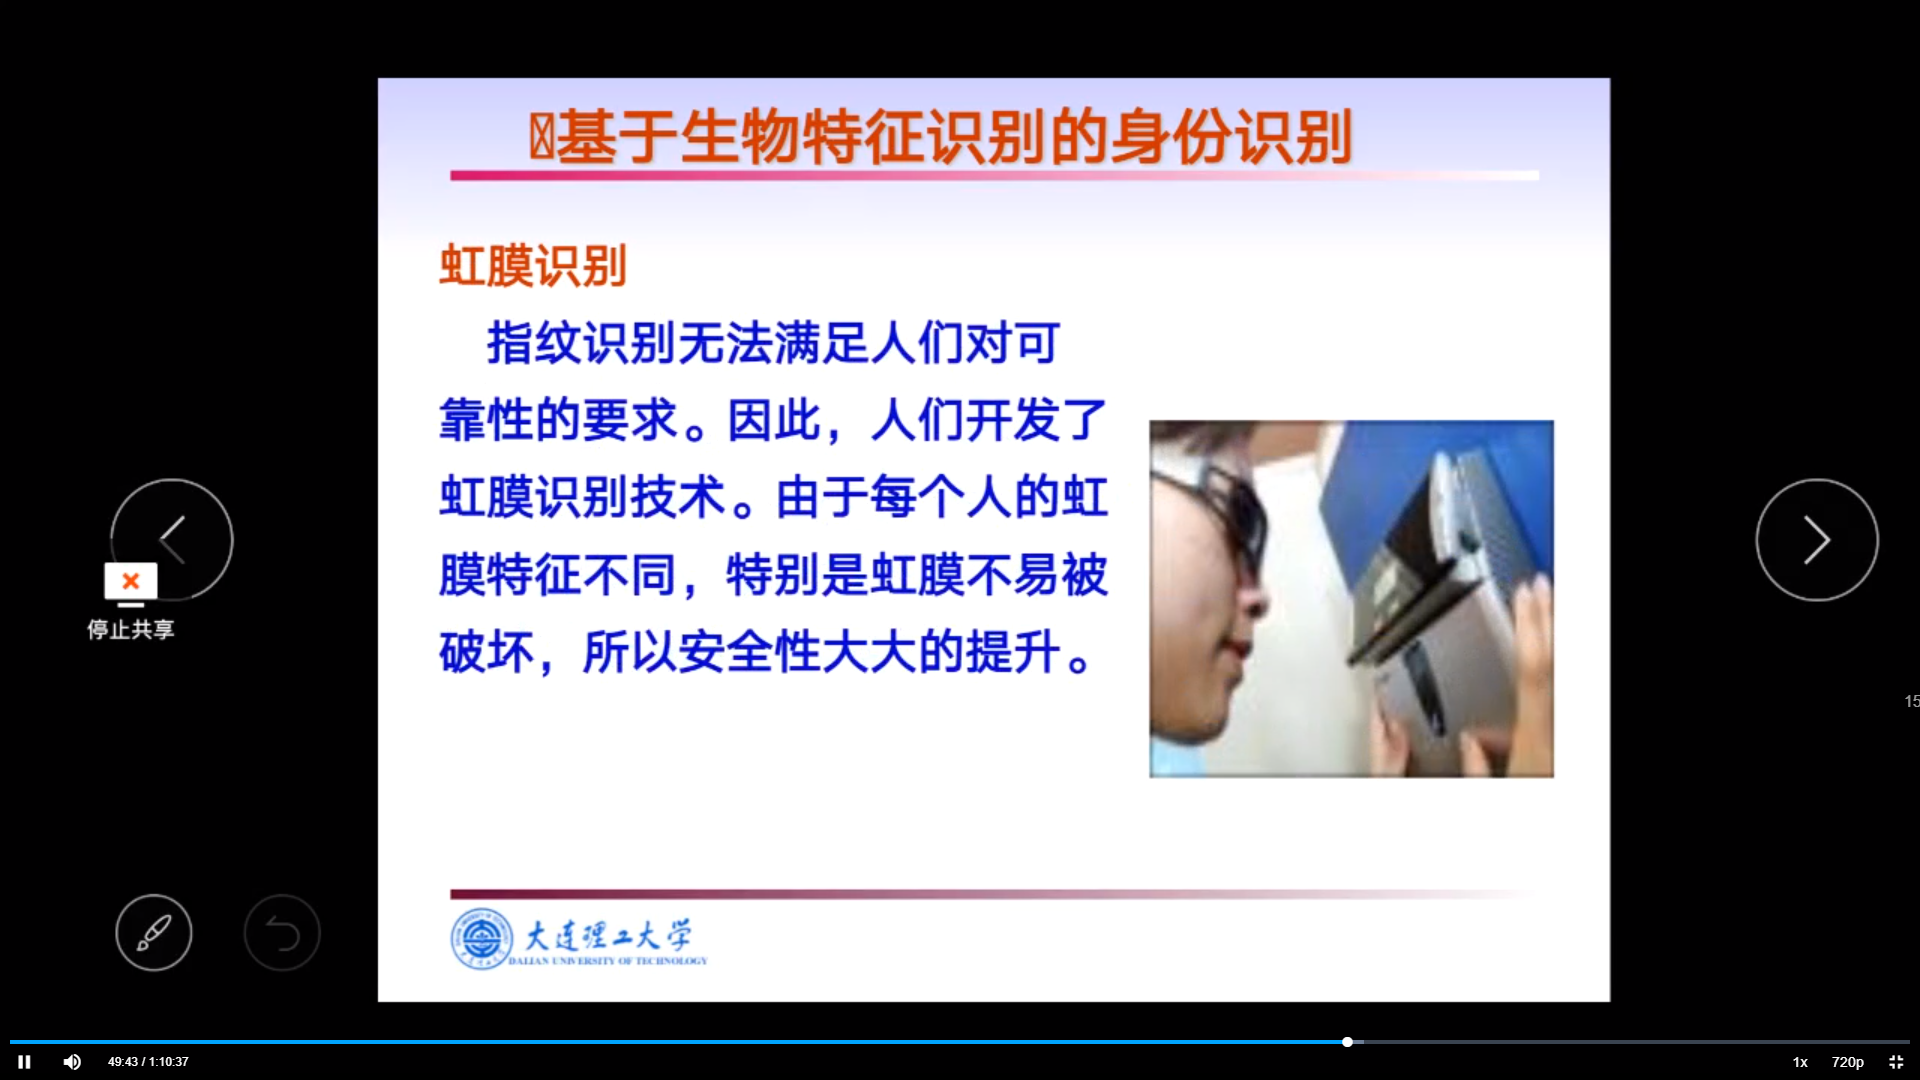 基于生物特征识别的身份识别
虹膜识别
指纹识别无法满足人们对可
靠性的要求。因此，人们开发了
虹膜识别技术。由于每个人的虹
膜特征不同，特别是虹膜不易被
破坏，所以安全性大大的提升。
停止共享
15
大连理工大学
DALIAN UNIVERSITY OF TECHNOLOGY
49:43 / 1:10:37
1x
720p